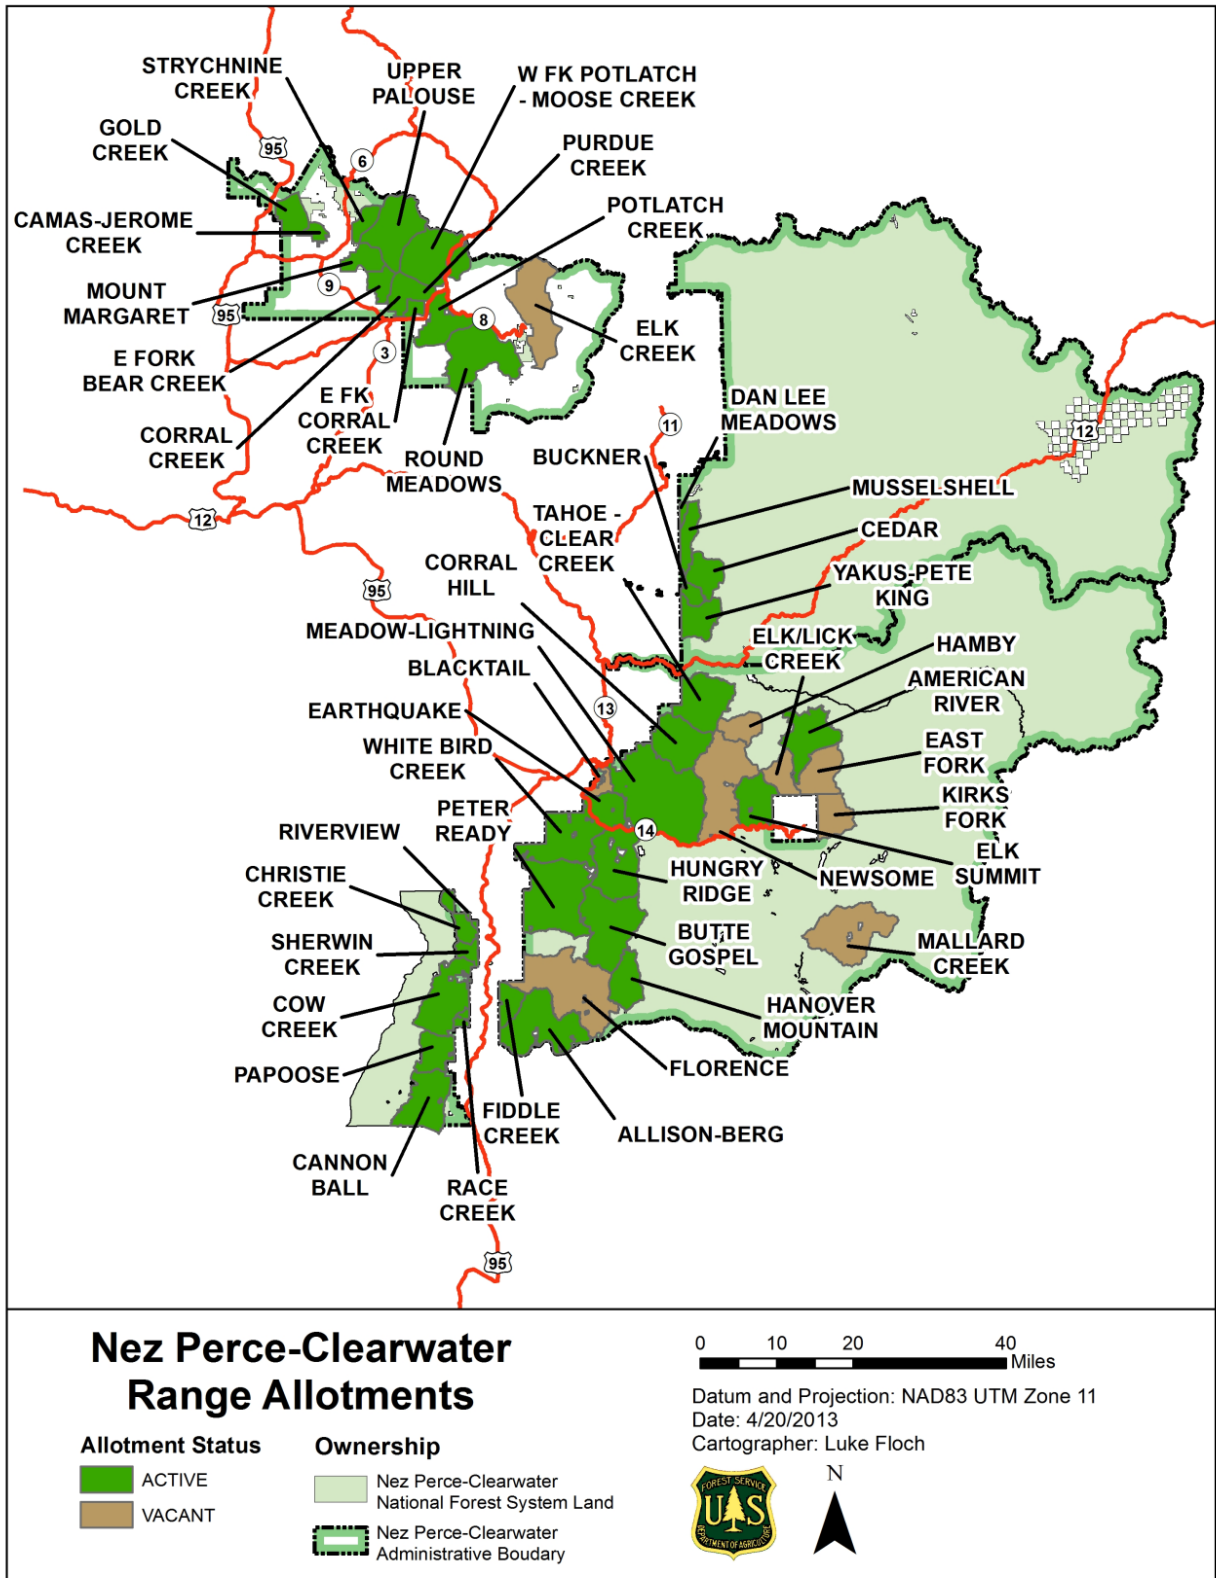 STRYCHNINE
CREEK
UPPER
PALOUSE
W FK POTLATCH
- MOOSE CREEK
GOLD
CREEK
95
6
PURDUE
CREEK
CAMAS-JEROME
CREEK
POTLATCH
CREEK
MOUNT
MARGARET
9
95
8
ELK
CREEK
E FORK
BEAR CREEK
3
E FK
CORRAL
CREEK
CORRAL
CREEK
ROUND
MEADOWS
DAN LEE
MEADOWS
11
12
BUCKNER
MUSSELSHELL
12
TAHOE -
CLEAR
CREEK
CEDAR
CORRAL
HILL
YAKUS-PETE
KING
95
MEADOW-LIGHTNING
ELK/LICK
CREEK
HAMBY
BLACKTAIL
AMERICAN
RIVER
EARTHQUAKE
13
WHITE BIRD
CREEK
EAST
FORK
PETER
READY
KIRKS
FORK
RIVERVIEW
14
ELK
SUMMIT
CHRISTIE
CREEK
HUNGRY
RIDGE
NEWSOME
SHERWIN
CREEK
BUTTE
GOSPEL
MALLARD
CREEK
COW
CREEK
HANOVER
MOUNTAIN
PAPOOSE
FLORENCE
FIDDLE
CREEK
ALLISON-BERG
CANNON
BALL
RACE
CREEK
95
Nez Perce-Clearwater
Range Allotments
0 10 20 40
Miles
Datum and Projection: NAD83 UTM Zone 11
Date: 4/20/2013
Cartographer: Luke Floch
Allotment Status
ACTIVE
VACANT
Ownership
Nez Perce-Clearwater
National Forest System Land
Nez Perce-Clearwater
Administrative Boudary
FOREST SERVICE
U S
DEPARTMENT OF AGRICULTURE
N